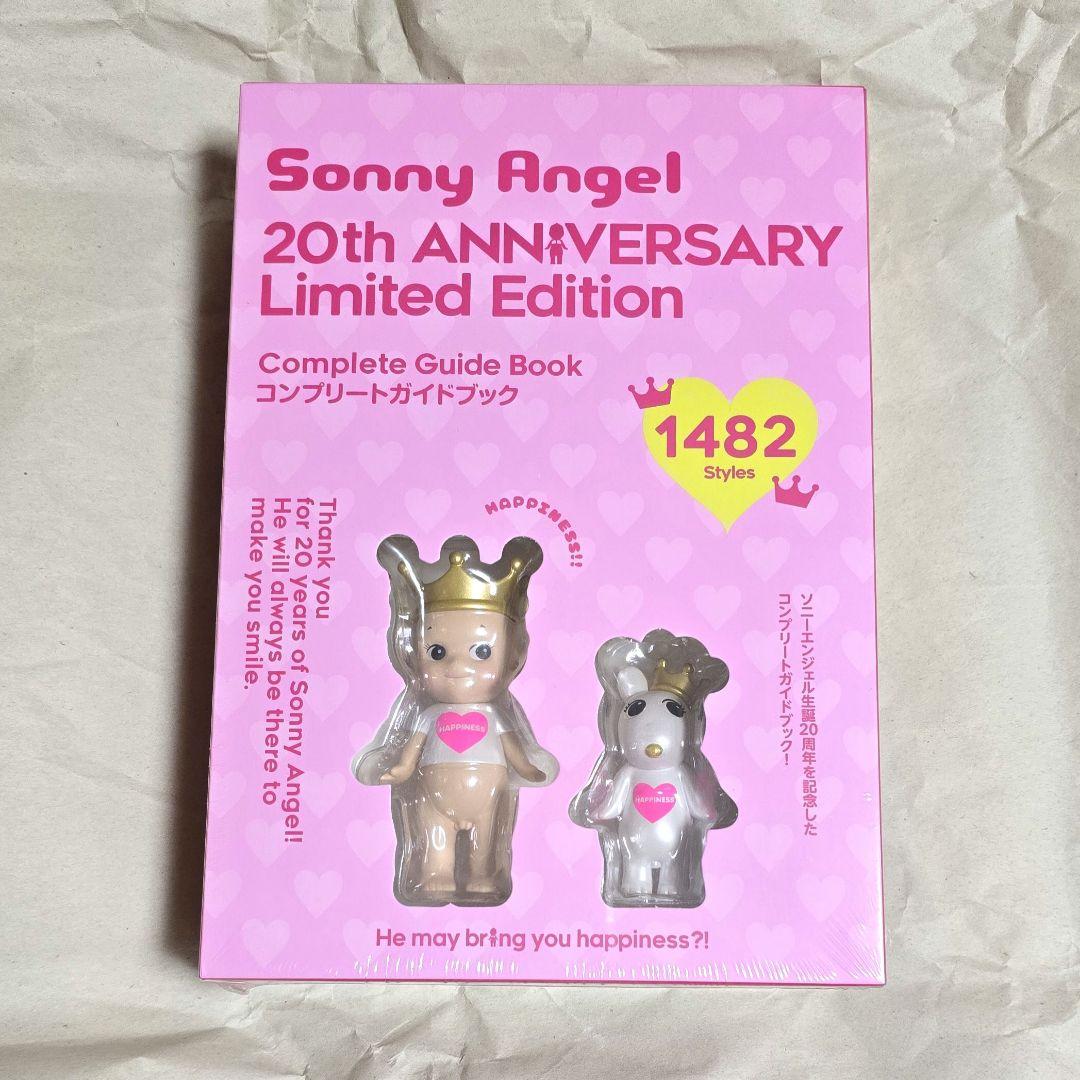 Sonny Angel
20th ANNIVERSARY
Limited Edition
Complete Guide Book
コンプリートガイドブック
1482
Styles
HAPPINESS!!
Thank you
for 20 years of Sonny Angel!
He will always be there to
make you smile.
ソニーエンジェル生誕20周年を記念した
コンプリートガイドブック!
HAPPINESS
HAPPINESS
He may bring you happiness?!